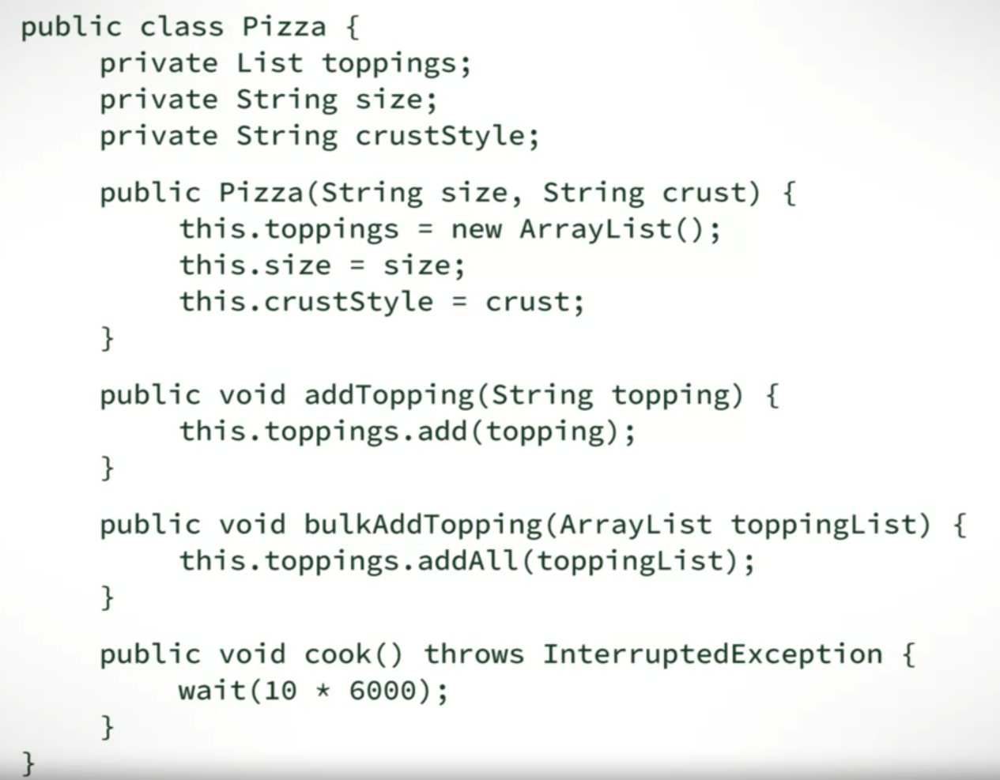 public class Pizza {
private List toppings;
private String size;
private String crustStyle;
public Pizza(String size, String crust) {
this.toppings = new ArrayList();
this.size = size;
this.crustStyle = crust;
}
public void addTopping(String topping) {
this.toppings.add(topping);
}
public void bulkAddTopping(ArrayList toppingList) {
this.toppings.addAll(toppingList);
}
public void cook() throws InterruptedException {
wait(10 * 6000);
}
}